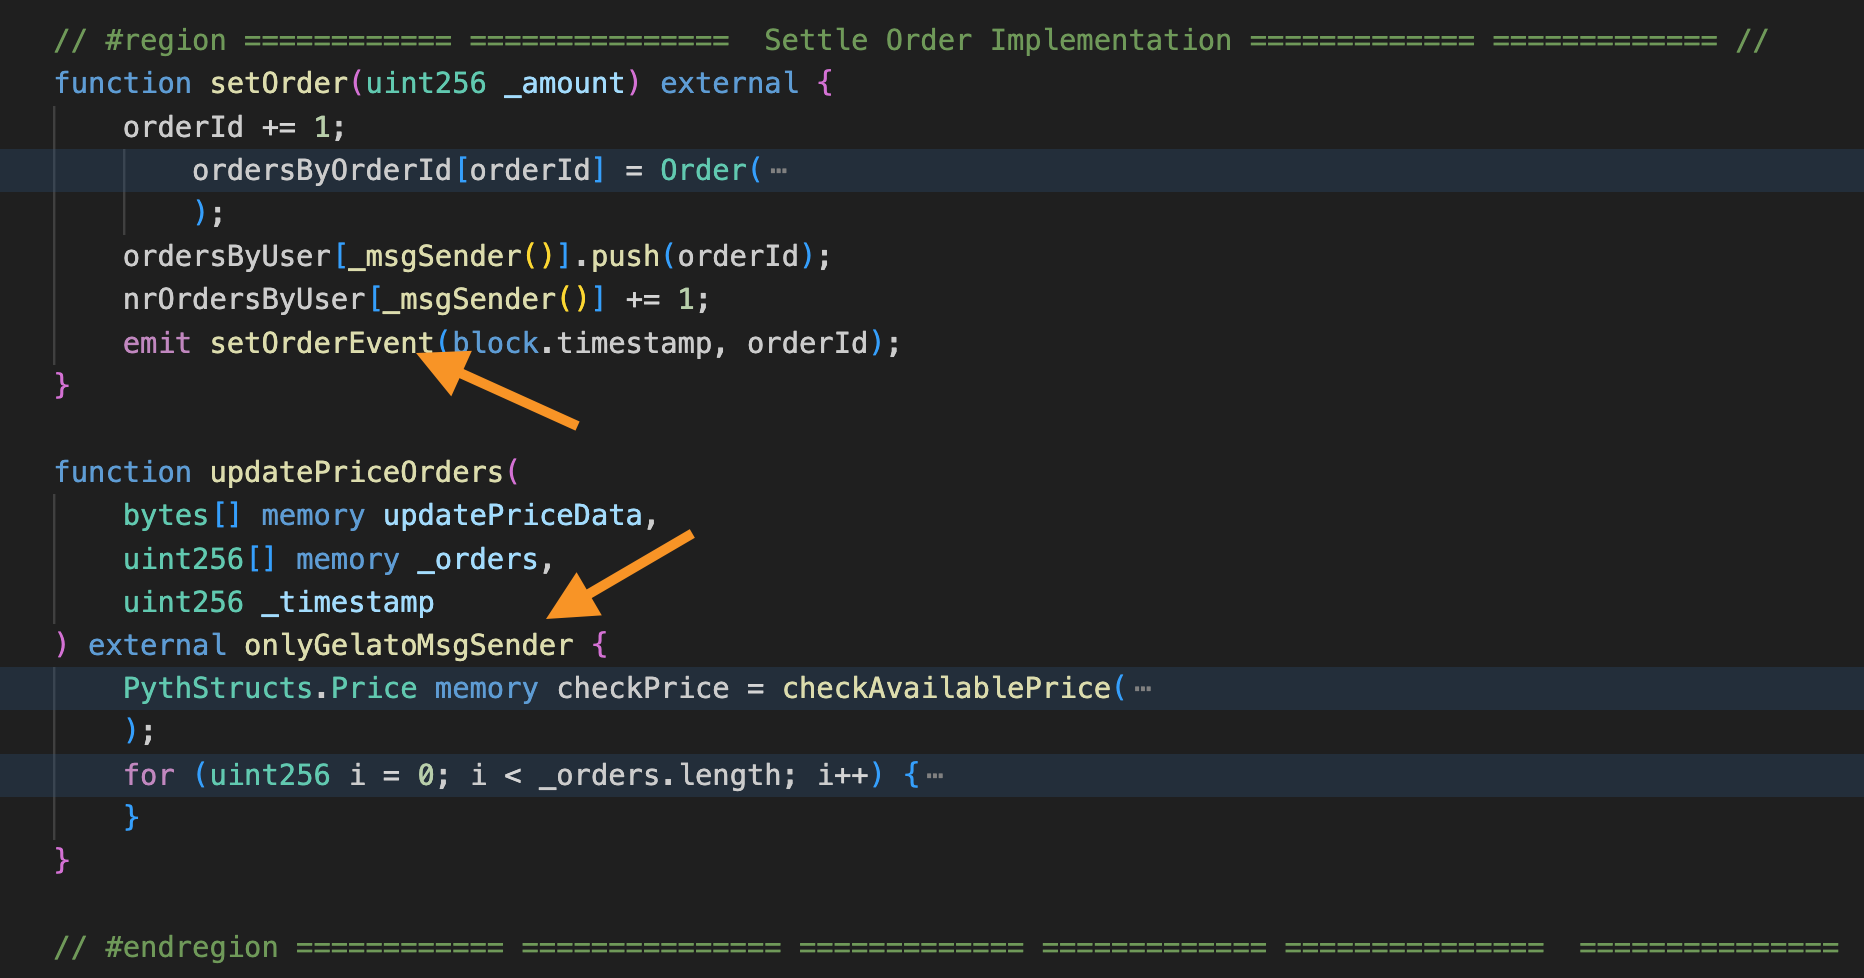 // #region ============ ===============  Settle Order Implementation ============= ============= //
function setOrder(uint256 _amount) external {
    orderId += 1;
        ordersByOrderId[orderId] = Order( ⋯
        );
    ordersByUser[_msgSender()].push(orderId);
    nrOrdersByUser[_msgSender()] += 1;
    emit setOrderEvent(block.timestamp, orderId);
}

function updatePriceOrders(
    bytes[] memory updatePriceData,
    uint256[] memory _orders,
    uint256 _timestamp
) external onlyGelatoMsgSender {
    PythStructs.Price memory checkPrice = checkAvailablePrice( ⋯
    );
    for (uint256 i = 0; i < _orders.length; i++) { ⋯
    }
}

// #endregion ============ =============== ============= ============= ===============  ===============